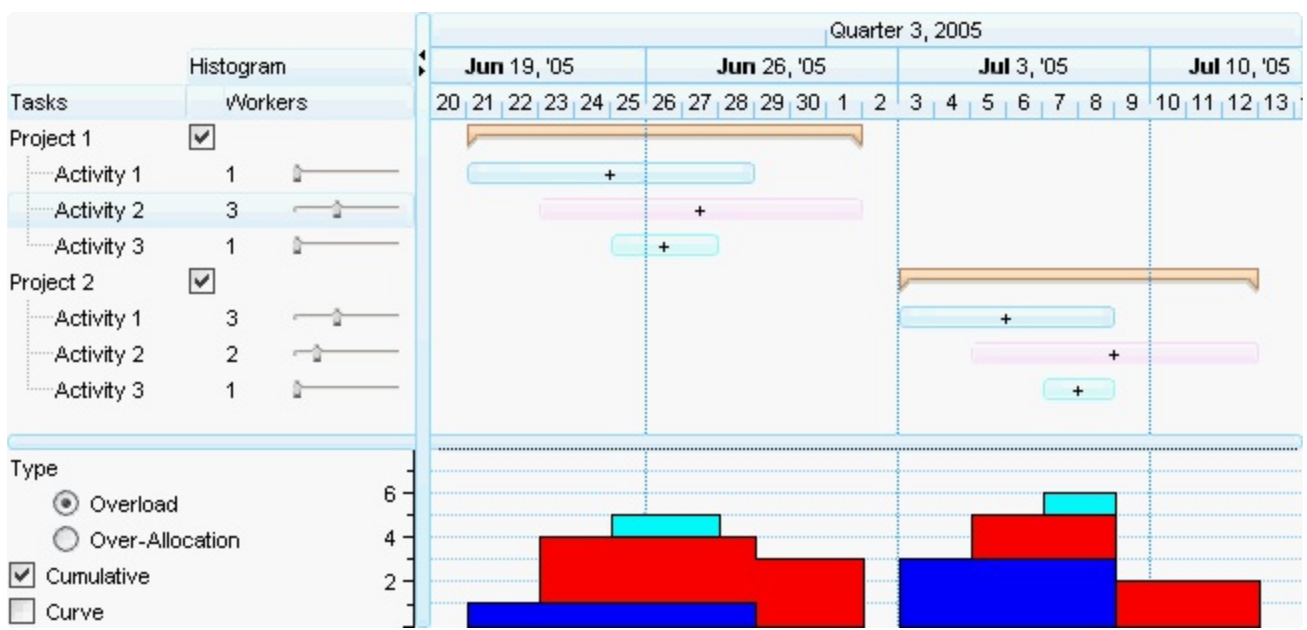 Quarter 3, 2005
Histogram
Jun 19, '05 Jun 26, '05 Jul 3, '05 Jul 10, '05
Tasks Workers
20 21 22 23 24 25 26 27 28 29 30 1 2 3 4 5 6 7 8 9 10 11 12 13
Project 1
Activity 1 1
Activity 2 3
Activity 3 1
Project 2
Activity 1 3
Activity 2 2
Activity 3 1
Type
Overload
6
Over-Allocation
4
Cumulative
2
Curve